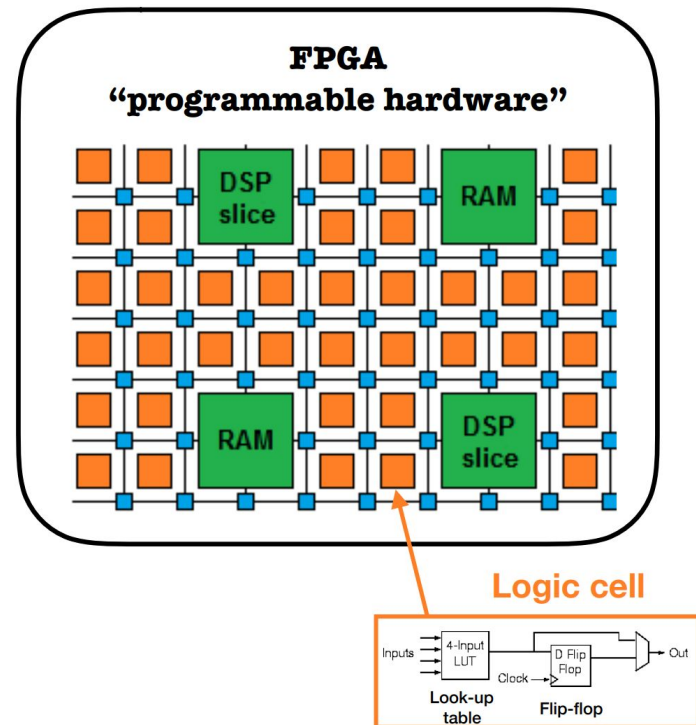 FPGA
“programmable hardware”
DSP
slice
RAM
RAM
DSP
slice
Logic cell
Inputs
4-Input
LUT
D Flip
Flop
Out
Clock
Look-up
table
Flip-flop